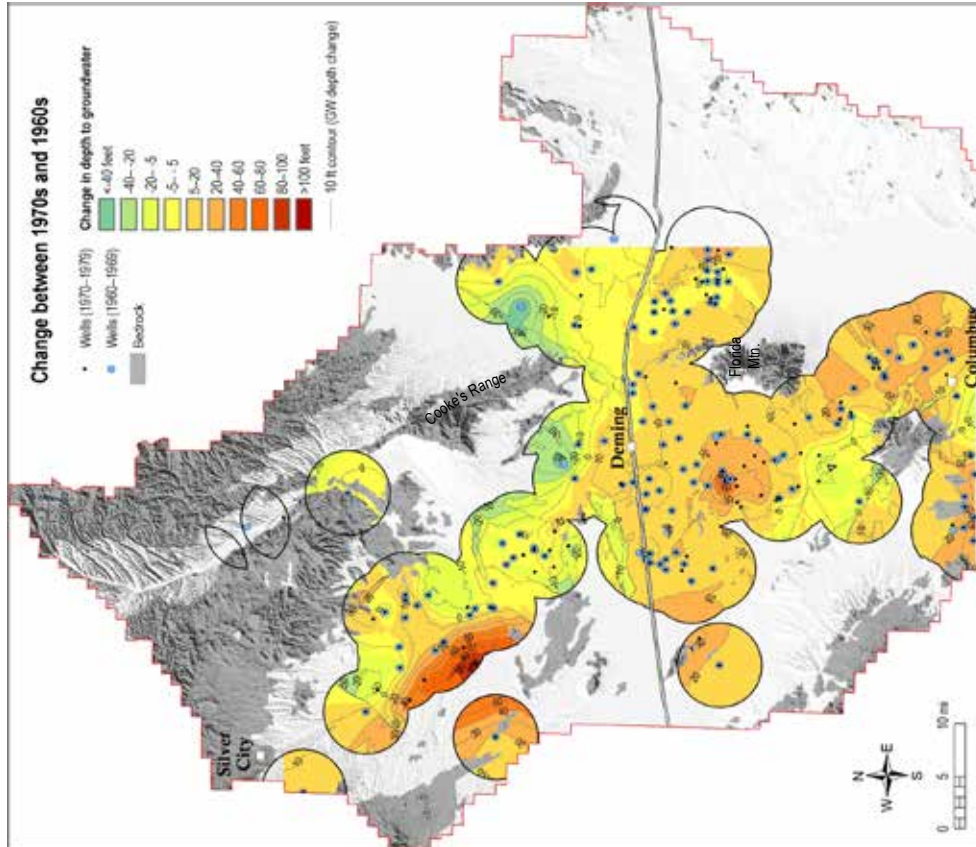 Change between 1970s and 1960s
Wells (1970–1979)
Wells (1960–1969)
Bedrock
Change in depth to groundwater
<-40 feet
-40– -20
-20– -5
-5– - 5
5–20
20–40
40–60
60–80
80–100
>100 feet
10 ft contour (GW depth change)
Silver
City
Cooke's Range
Deming
Florida
Mtn.
Columbus
N
W E
S
0 5 10 mi